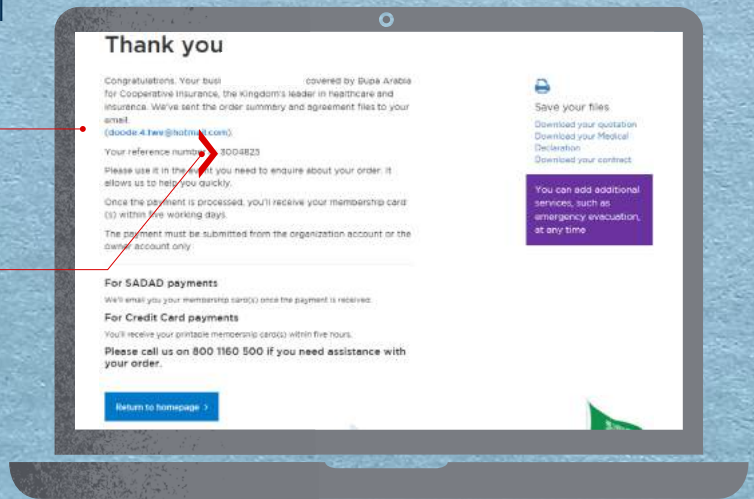 Thank you
Congratulations. Your busi covered by Bupa Arabia
for Cooperative Insurance, the Kingdom's leader in healthcare and
insurance. We've sent the order summary and agreement files to your
email.
(doode.4.twe@hotmail.com).
Your reference number 3004823
Please use it in the event you need to enquire about your order. It
allows us to help you quickly.
Once the payment is processed, you'll receive your membership card
(s) within five working days.
The payment must be submitted from the organization account or the
owner account only
For SADAD payments
We'll email you your membership card(s) once the payment is received.
For Credit Card payments
You'll receive your printable membership card(s) within five hours.
Please call us on 800 1160 500 if you need assistance with
your order.
Return to homepage >
Save your files
Download your quotation
Download your Medical
Declaration
Download your contract
You can add additional
services, such as
emergency evacuation,
at any time